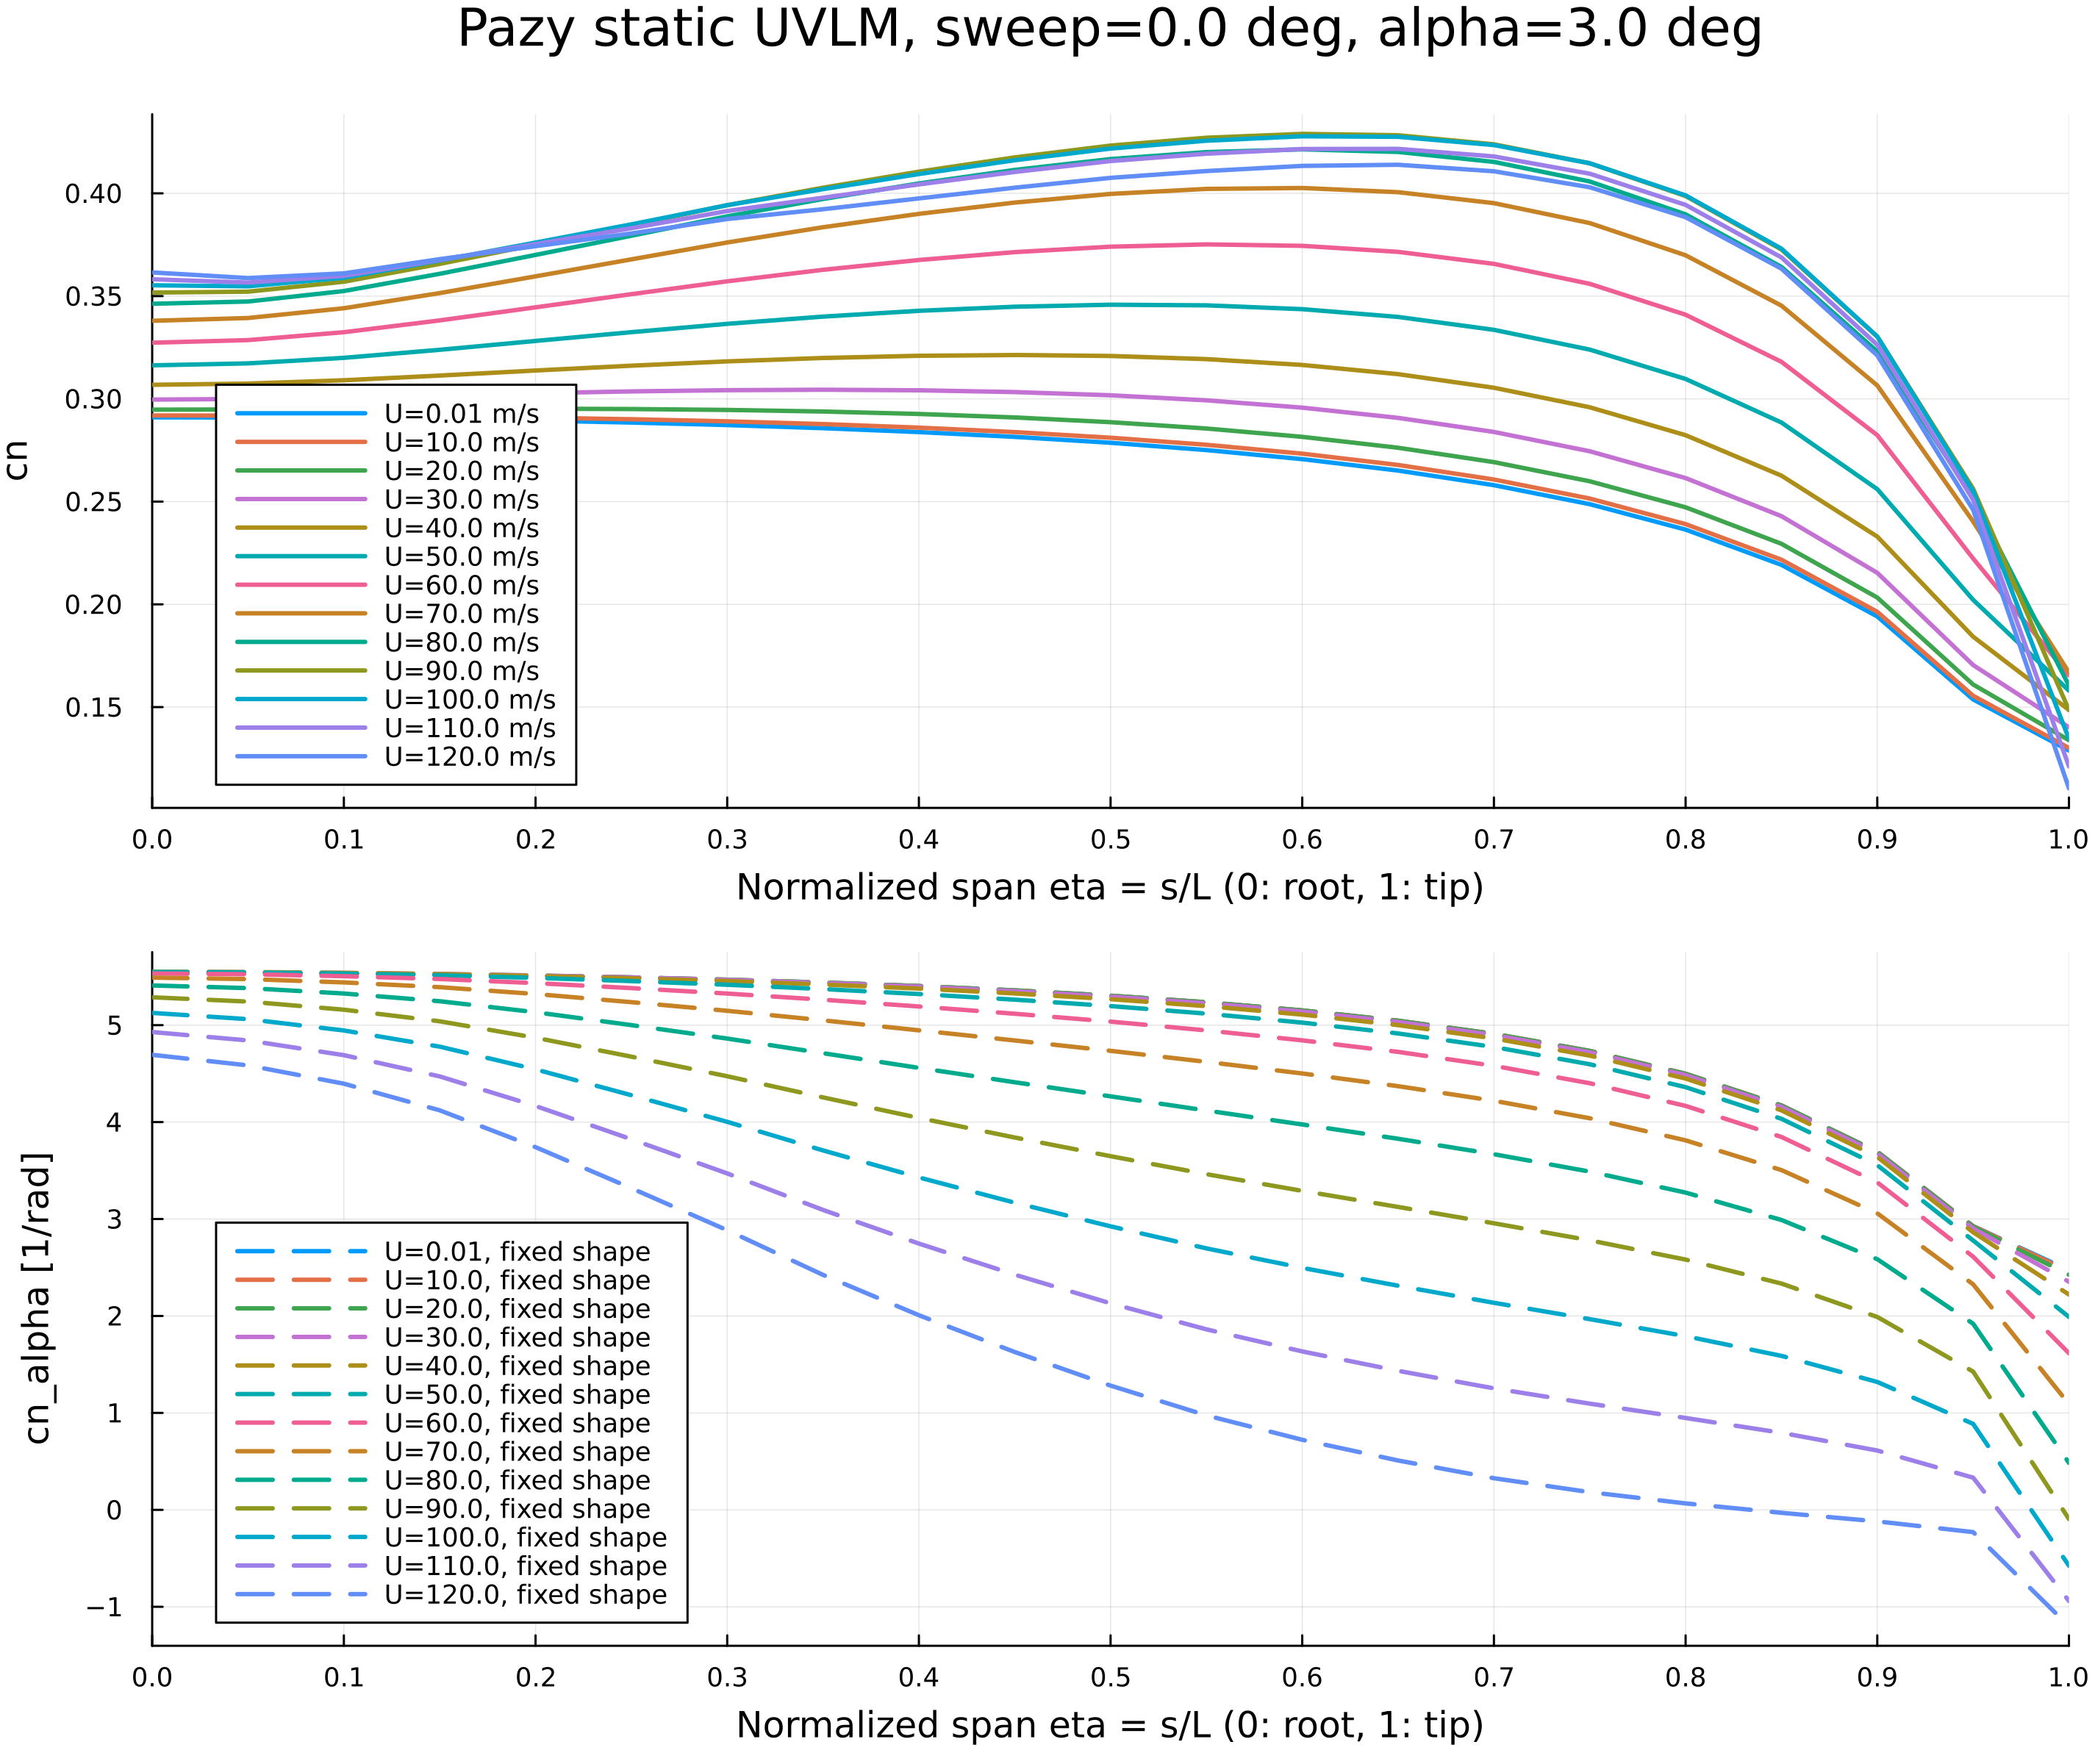 Pazy static UVLM, sweep=0.0 deg, alpha=3.0 deg
cn
0.40
0.35
0.30
0.25
0.20
0.15
U=0.01 m/s
U=10.0 m/s
U=20.0 m/s
U=30.0 m/s
U=40.0 m/s
U=50.0 m/s
U=60.0 m/s
U=70.0 m/s
U=80.0 m/s
U=90.0 m/s
U=100.0 m/s
U=110.0 m/s
U=120.0 m/s
0.0 0.1 0.2 0.3 0.4 0.5 0.6 0.7 0.8 0.9 1.0
Normalized span eta = s/L (0: root, 1: tip)
cn_alpha [1/rad]
5
4
3
2
1
0
−1
U=0.01, fixed shape
U=10.0, fixed shape
U=20.0, fixed shape
U=30.0, fixed shape
U=40.0, fixed shape
U=50.0, fixed shape
U=60.0, fixed shape
U=70.0, fixed shape
U=80.0, fixed shape
U=90.0, fixed shape
U=100.0, fixed shape
U=110.0, fixed shape
U=120.0, fixed shape
0.0 0.1 0.2 0.3 0.4 0.5 0.6 0.7 0.8 0.9 1.0
Normalized span eta = s/L (0: root, 1: tip)